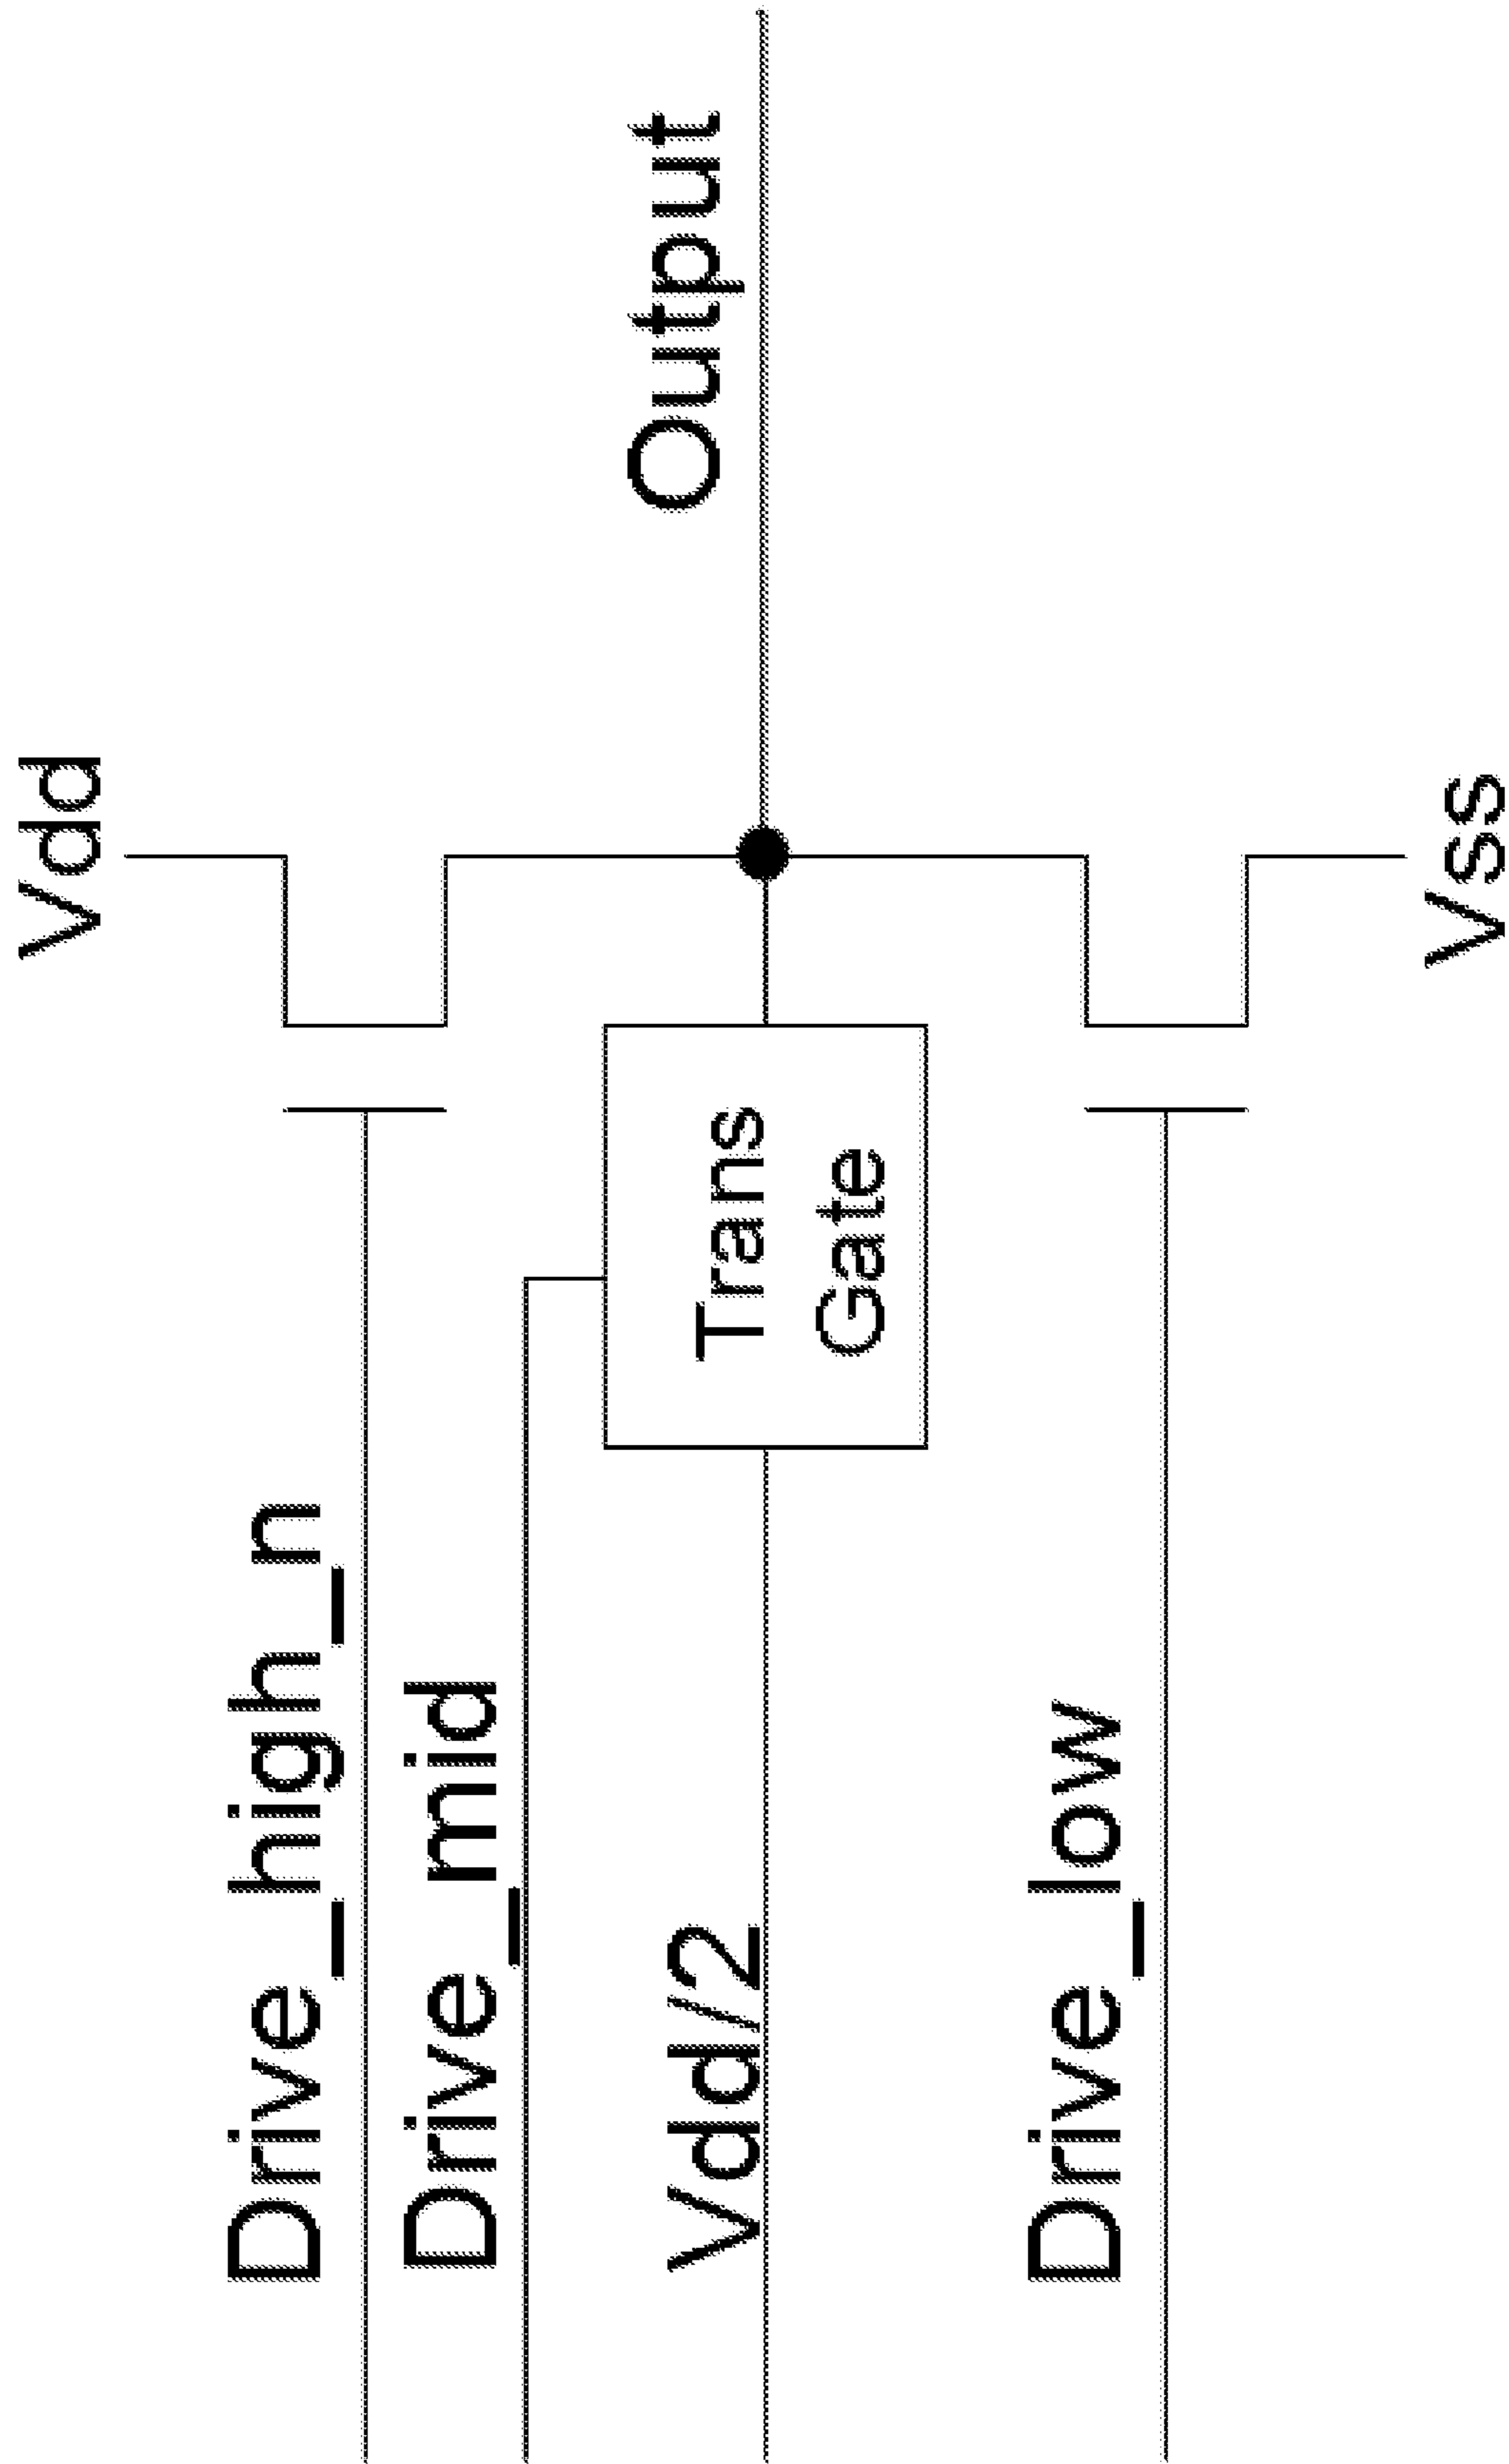 Vdd
Drive_high_n
Drive_mid
Output
Trans
Gate
Vdd/2
Drive_low
Vss